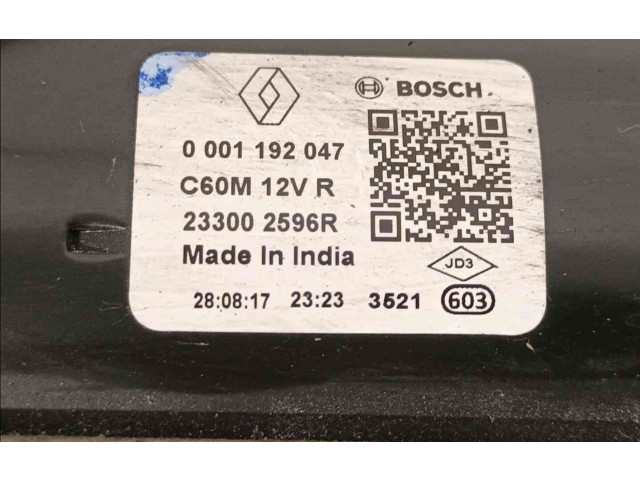 BOSCH
0 001 192 047
C60M 12V R
23300 2596R
Made In India
JD3
28:08:17 23:23 3521 603